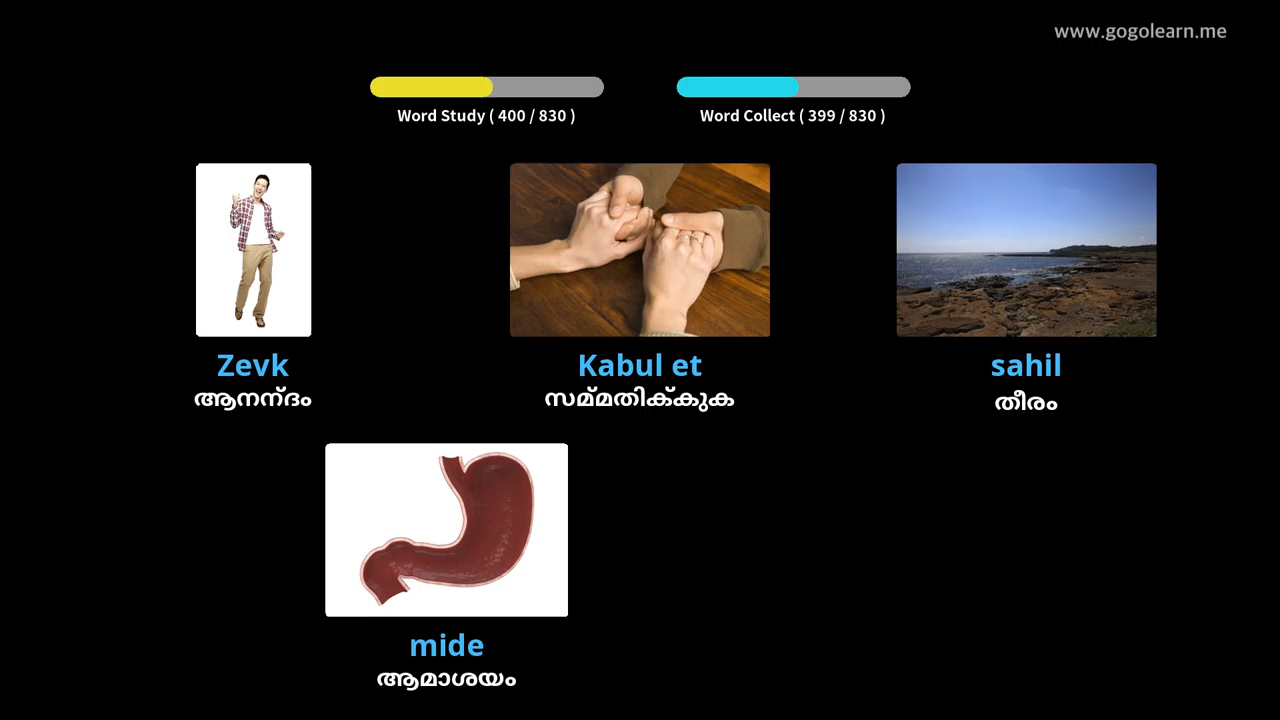 www.gogolearn.me
Word Study ( 400 / 830 )
Word Collect ( 399 / 830 )
Zevk
ആനന്ദം
Kabul et
സമ്മതിക്കുക
sahil
തീരം
mide
ആമാശയം